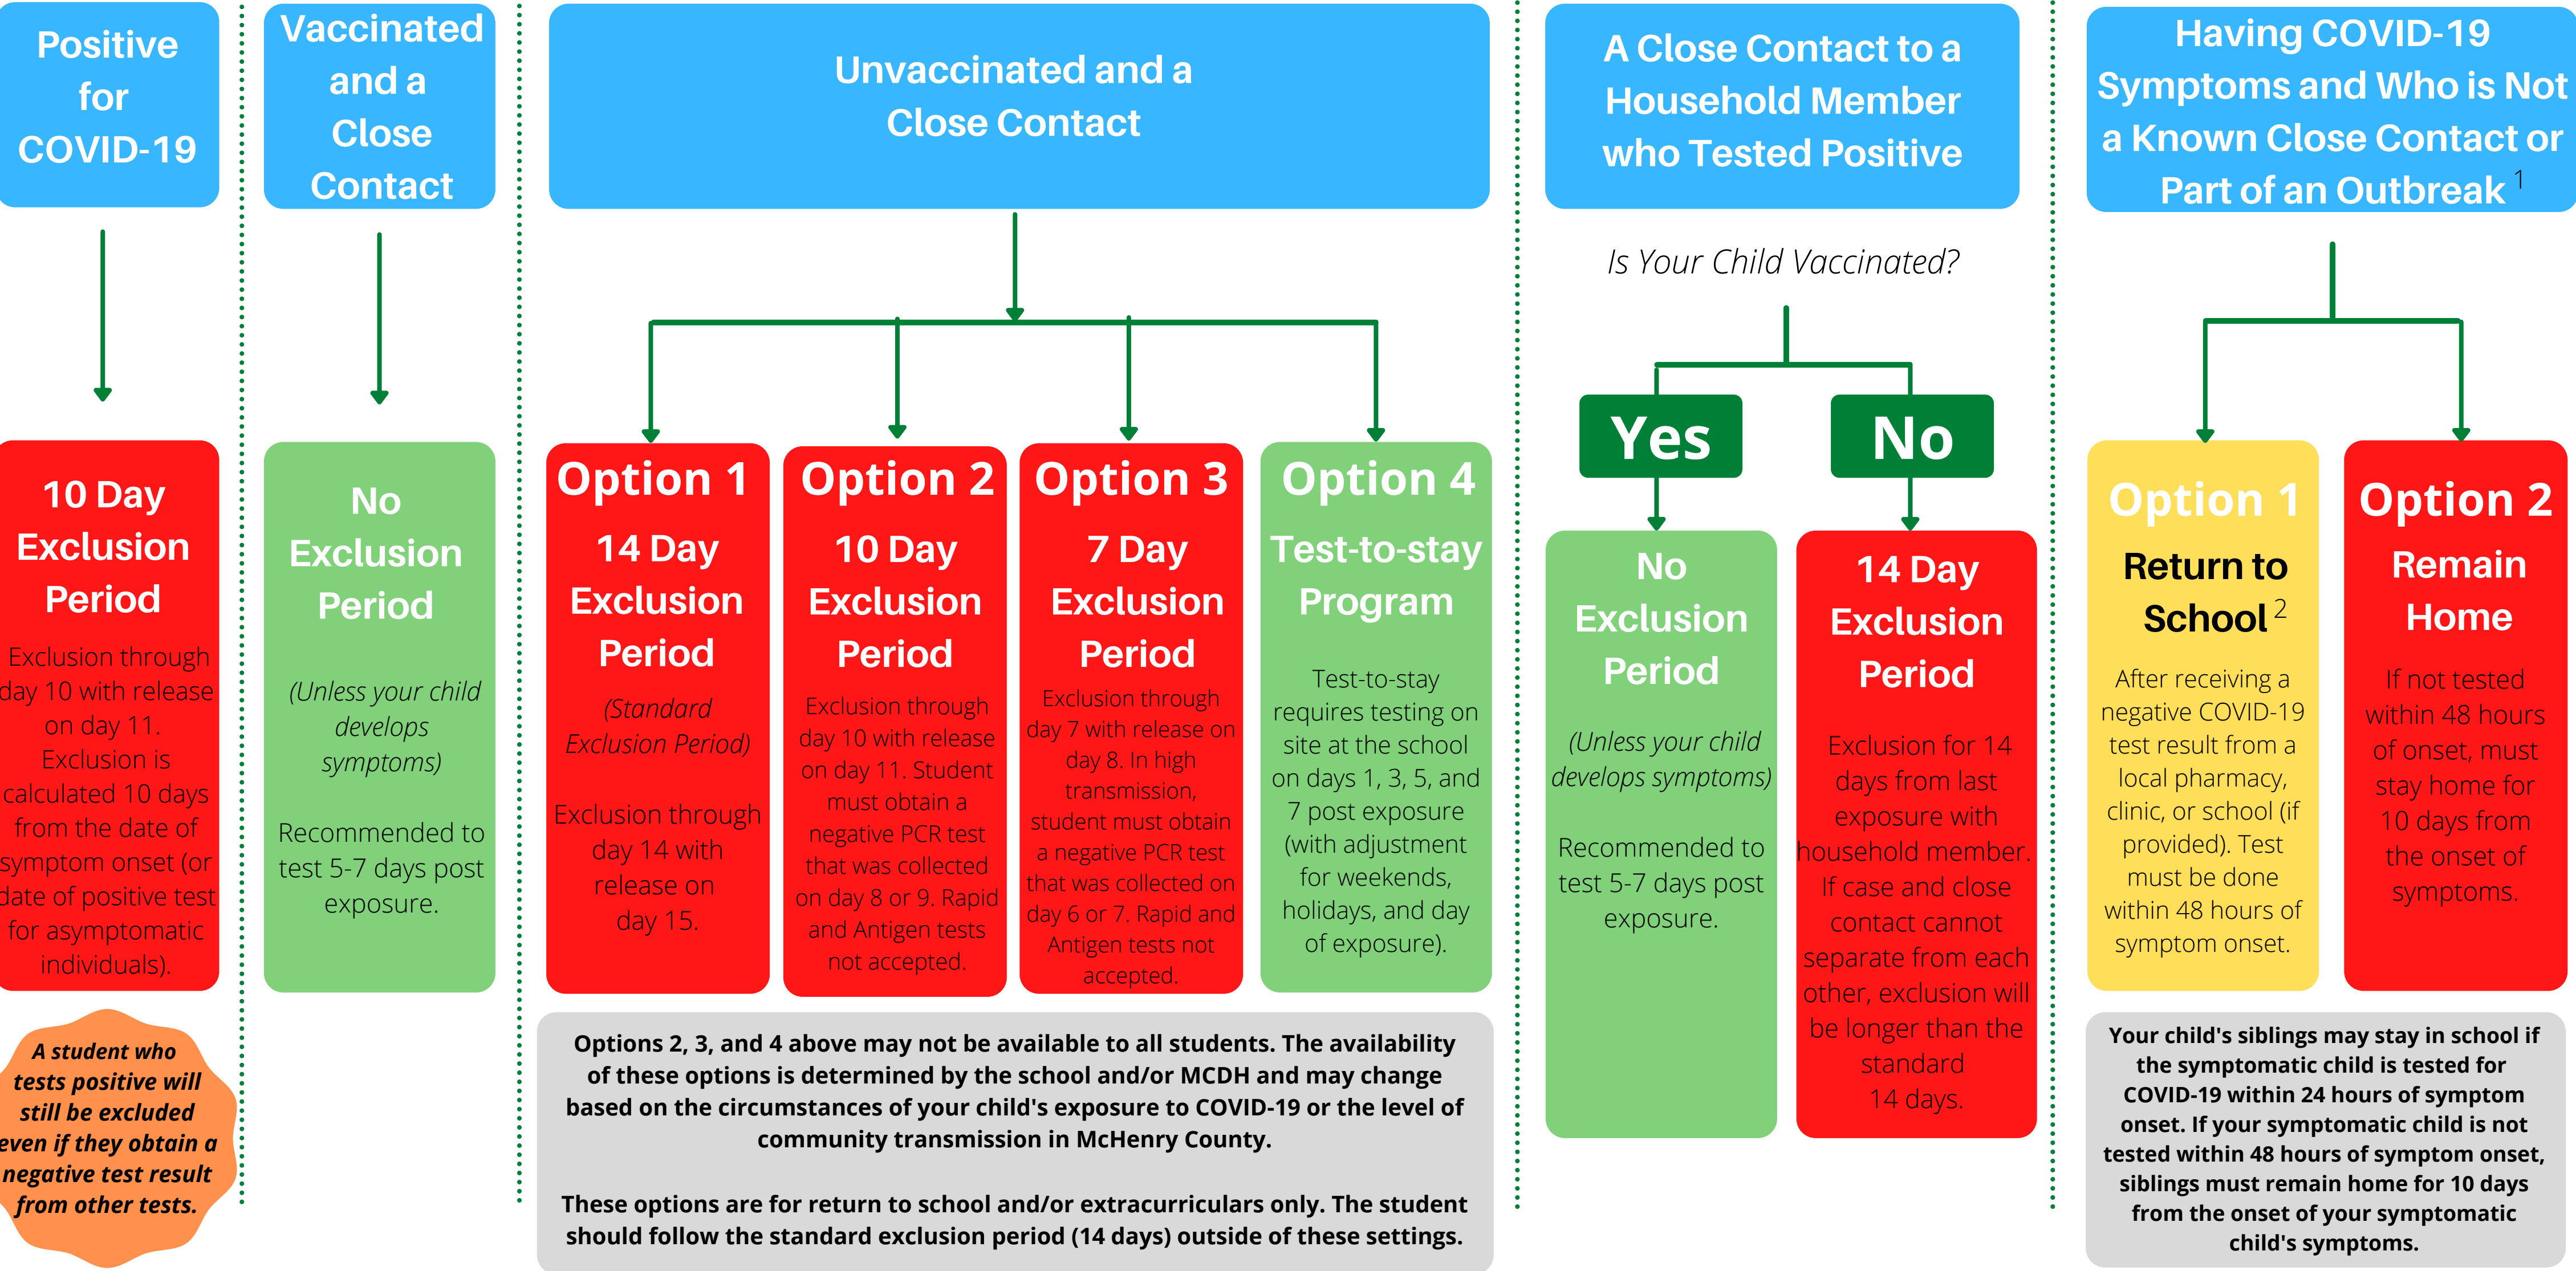 Positive
for
COVID-19
10 Day
Exclusion
Period
Exclusion through
day 10 with release
on day 11.
Exclusion is
calculated 10 days
from the date of
symptom onset (or
date of positive test
for asymptomatic
individuals).
A student who
tests positive will
still be excluded
even if they obtain a
negative test result
from other tests.
Vaccinated
and a
Close
Contact
No
Exclusion
Period
(Unless your child
develops
symptoms)
Recommended to
test 5-7 days post
exposure.
Unvaccinated and a
Close Contact
Option 1
14 Day
Exclusion
Period
(Standard
Exclusion Period)
Exclusion through
day 14 with
release on
day 15.
Option 2
10 Day
Exclusion
Period
Exclusion through
day 10 with release
on day 11. Student
must obtain a
negative PCR test
that was collected
on day 8 or 9. Rapid
and Antigen tests
not accepted.
Option 3
7 Day
Exclusion
Period
Exclusion through
day 7 with release on
day 8. In high
transmission,
student must obtain
a negative PCR test
that was collected on
day 6 or 7. Rapid and
Antigen tests not
accepted.
Option 4
Test-to-stay
Program
Test-to-stay
requires testing on
site at the school
on days 1, 3, 5, and
7 post exposure
(with adjustment
for weekends,
holidays, and day
of exposure).
Options 2, 3, and 4 above may not be available to all students. The availability
of these options is determined by the school and/or MCDH and may change
based on the circumstances of your child's exposure to COVID-19 or the level of
community transmission in McHenry County.
These options are for return to school and/or extracurriculars only. The student
should follow the standard exclusion period (14 days) outside of these settings.
A Close Contact to a
Household Member
who Tested Positive
Is Your Child Vaccinated?
Yes
No
Exclusion
Period
(Unless your child
develops symptoms)
Recommended to
test 5-7 days post
exposure.
No
14 Day
Exclusion
Period
Exclusion for 14
days from last
exposure with
household member.
If case and close
contact cannot
separate from each
other, exclusion will
be longer than the
standard
14 days.
Having COVID-19
Symptoms and Who is Not
a Known Close Contact or
Part of an Outbreak 1
Option 1
Return to
School 2
After receiving a
negative COVID-19
test result from a
local pharmacy,
clinic, or school (if
provided). Test
must be done
within 48 hours of
symptom onset.
Option 2
Remain
Home
If not tested
within 48 hours
of onset, must
stay home for
10 days from
the onset of
symptoms.
Your child's siblings may stay in school if
the symptomatic child is tested for
COVID-19 within 24 hours of symptom
onset. If your symptomatic child is not
tested within 48 hours of symptom onset,
siblings must remain home for 10 days
from the onset of your symptomatic
child's symptoms.